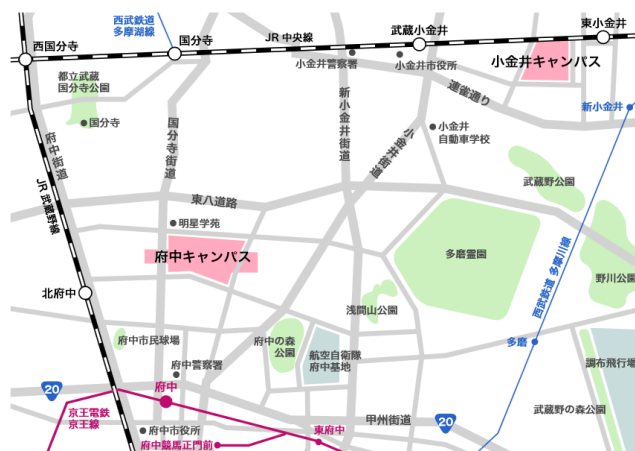 西武鉄道
多摩湖線
西国分寺
国分寺
JR 中央線
武蔵小金井
東小金井
小金井警察署
小金井市役所
小金井キャンパス
都立武蔵
国分寺公園
国分寺
連雀通り
新小金井
小金井
自動車学校
府中街道
国分寺街道
新小金井街道
小金井街道
JR 武蔵野線
東八道路
武蔵野公園
明星学苑
府中キャンパス
多磨霊園
西武鉄道 多摩川線
野川公園
北府中
浅間山公園
府中市民球場
府中の森
公園
航空自衛隊
府中基地
多磨
調布飛行場
府中警察署
20
府中
京王電鉄
京王線
甲州街道
20
武蔵野の森公園
府中市役所
府中競馬正門前
東府中